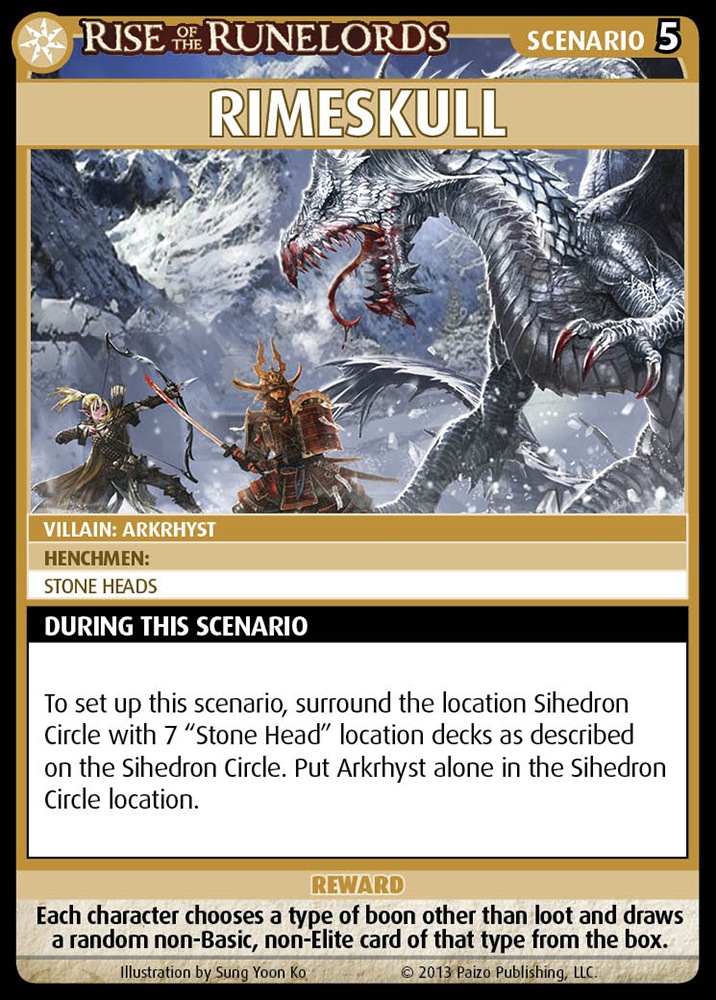 RISE OF THE RUNELORDS
SCENARIO 5
RIMESKULL
VILLAIN: ARKRHYST
HENCHMEN:
STONE HEADS
DURING THIS SCENARIO
To set up this scenario, surround the location Sihedron
Circle with 7 “Stone Head” location decks as described
on the Sihedron Circle. Put Arkrhyst alone in the Sihedron
Circle location.
REWARD
Each character chooses a type of boon other than loot and draws
a random non-Basic, non-Elite card of that type from the box.
Illustration by Sung Yoon Ko
© 2013 Paizo Publishing, LLC.